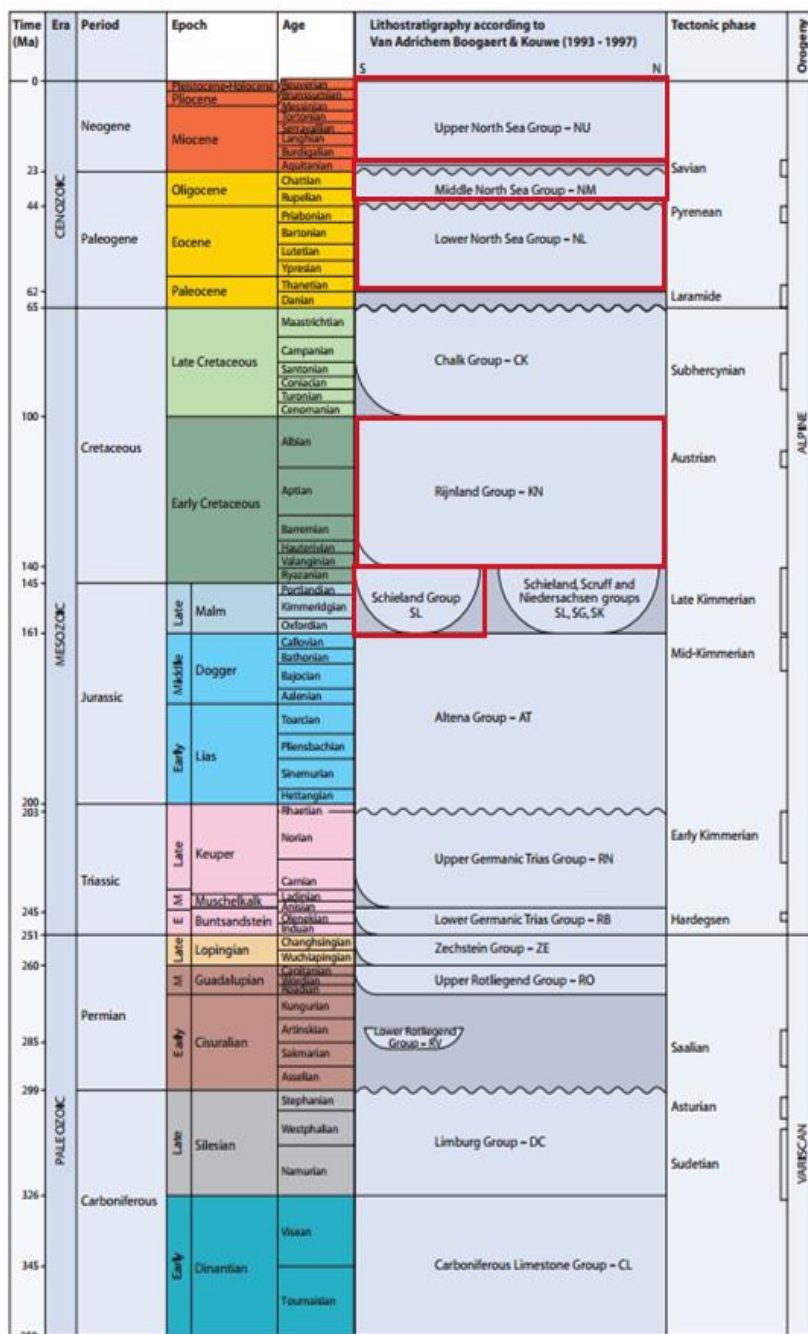 Time
(Ma)
Era
Period
Epoch
Age
Lithostratigraphy according to
Van Adrichem Boogaert & Kouwe (1993 - 1997)
S
N
Tectonic phase
Orogeny
0
23
44
62
65
100
140
145
161
200
203
245
251
260
285
299
326
345
CENOZOIC
MESOZOIC
PALEOZOIC
Neogene
Paleogene
Cretaceous
Jurassic
Triassic
Permian
Carboniferous
Pleistocene-Holocene
Pliocene
Miocene
Oligocene
Eocene
Paleocene
Late Cretaceous
Early Cretaceous
Late
Malm
Middle
Dogger
Early
Lias
Late
Keuper
M
Muschelkalk
E
Buntsandstein
Late
Lopingian
M
Guadalupian
Early
Cisuralian
Late
Silesian
Early
Dinantian
Reuverian
Brunssumian
Messinian
Tortonian
Serravallian
Langhian
Burdigalian
Aquitanian
Chattian
Rupelian
Priabonian
Bartonian
Lutetian
Ypresian
Thanetian
Danian
Maastrichtian
Campanian
Santonian
Coniacian
Turonian
Cenomanian
Albian
Aptian
Barremian
Hauterivian
Valanginian
Ryazanian
Portlandian
Kimmeridgian
Oxfordian
Callovian
Bathonian
Bajocian
Aalenian
Toarcian
Pliensbachian
Sinemurian
Hettangian
Rhaetian
Norian
Carnian
Ladinian
Anisian
Olenekian
Induan
Changhsingian
Wuchiapingian
Capitanian
Wordian
Roadian
Kungurian
Artinskian
Sakmarian
Asselian
Stephanian
Westphalian
Namurian
Visean
Tournaisian
Upper North Sea Group – NU
Middle North Sea Group – NM
Lower North Sea Group – NL
Chalk Group – CK
Rijnland Group – KN
Schieland Group
SL
Schieland, Scruff and
Niedersachsen groups
SL, SG, SK
Altena Group – AT
Upper Germanic Trias Group – RN
Lower Germanic Trias Group – RB
Zechstein Group – ZE
Upper Rotliegend Group – RO
Lower Rotliegend
Group – RV
Limburg Group – DC
Carboniferous Limestone Group – CL
Savian
Pyrenean
Laramide
Subhercynian
Austrian
Late Kimmerian
Mid-Kimmerian
Early Kimmerian
Hardegsen
Saalian
Asturian
Sudetian
ALPINE
VARISCAN